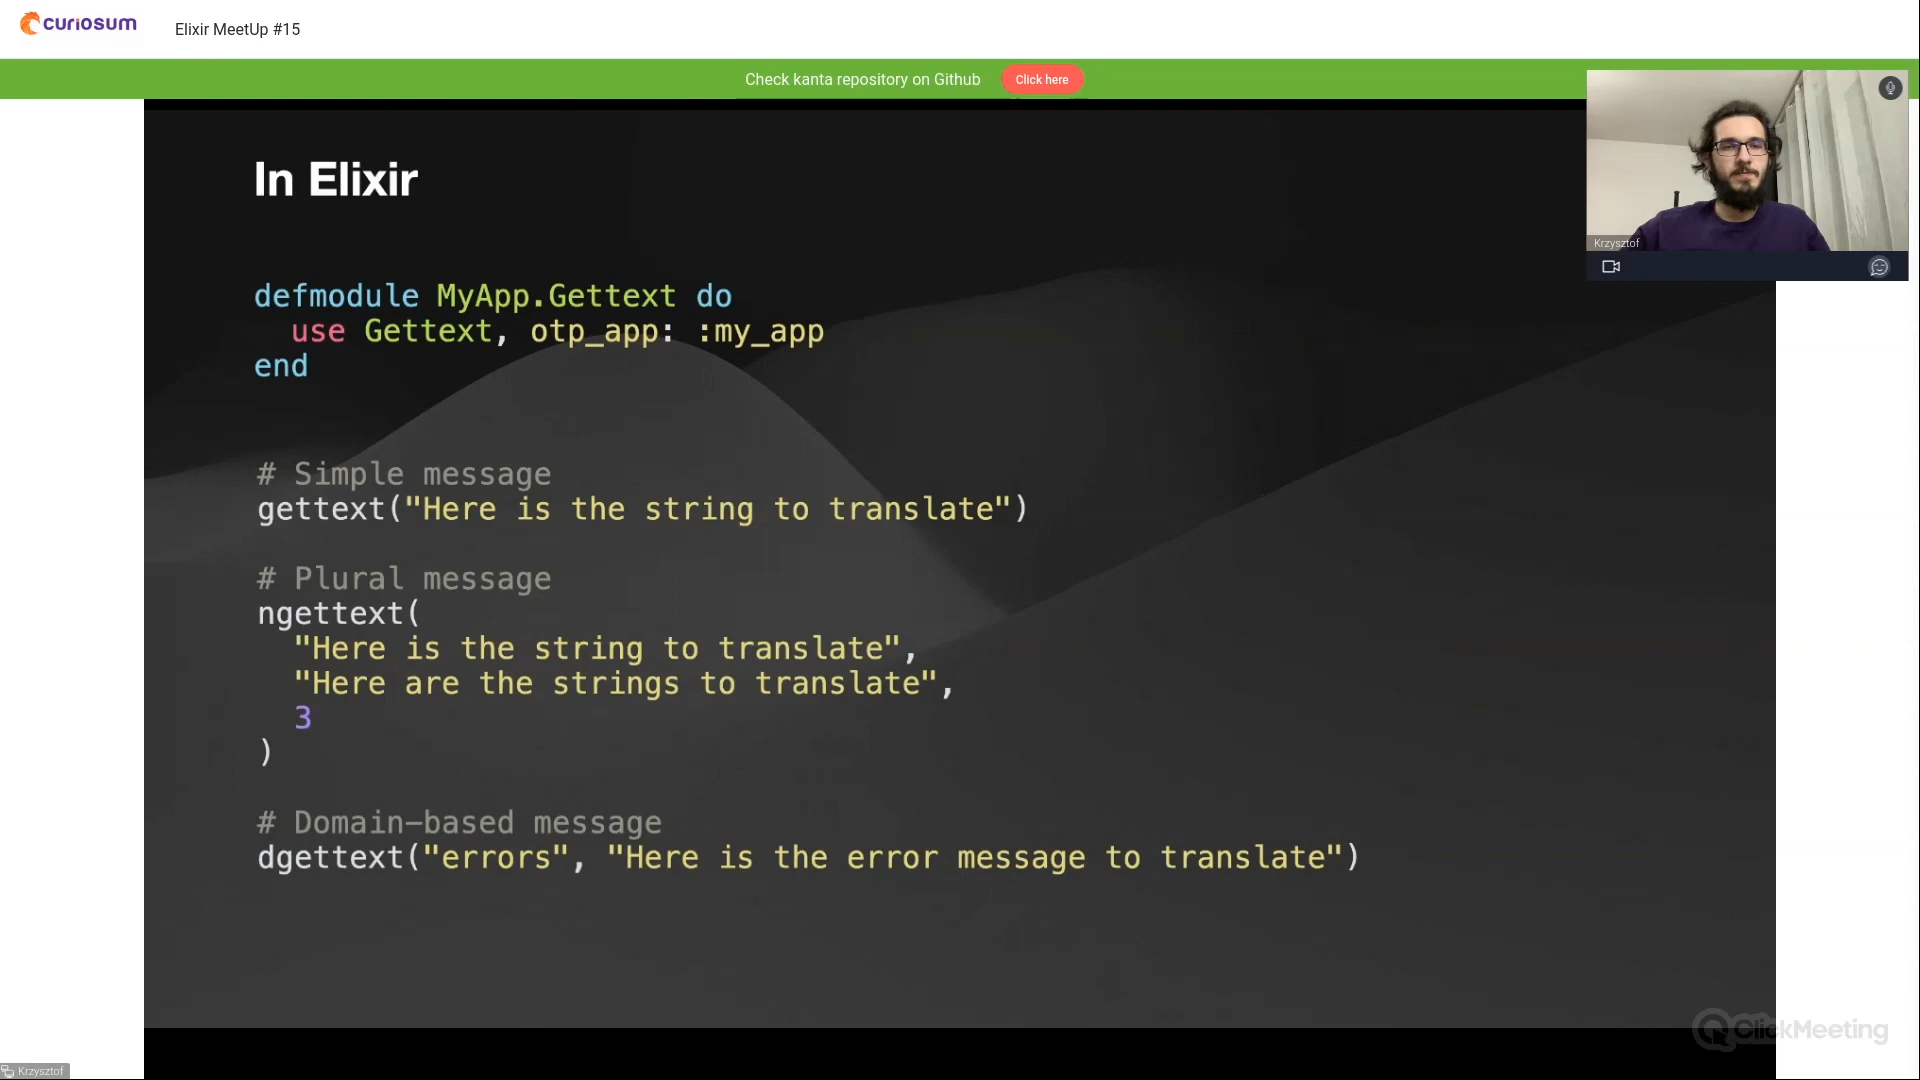 curiosum
Elixir MeetUp #15
Check kanta repository on Github
Click here
Krzysztof
In Elixir
defmodule MyApp.Gettext do
  use Gettext, otp_app: :my_app
end
# Simple message
gettext("Here is the string to translate")
# Plural message
ngettext(
  "Here is the string to translate",
  "Here are the strings to translate",
  3
)
# Domain-based message
dgettext("errors", "Here is the error message to translate")
ClickMeeting
Krzysztof